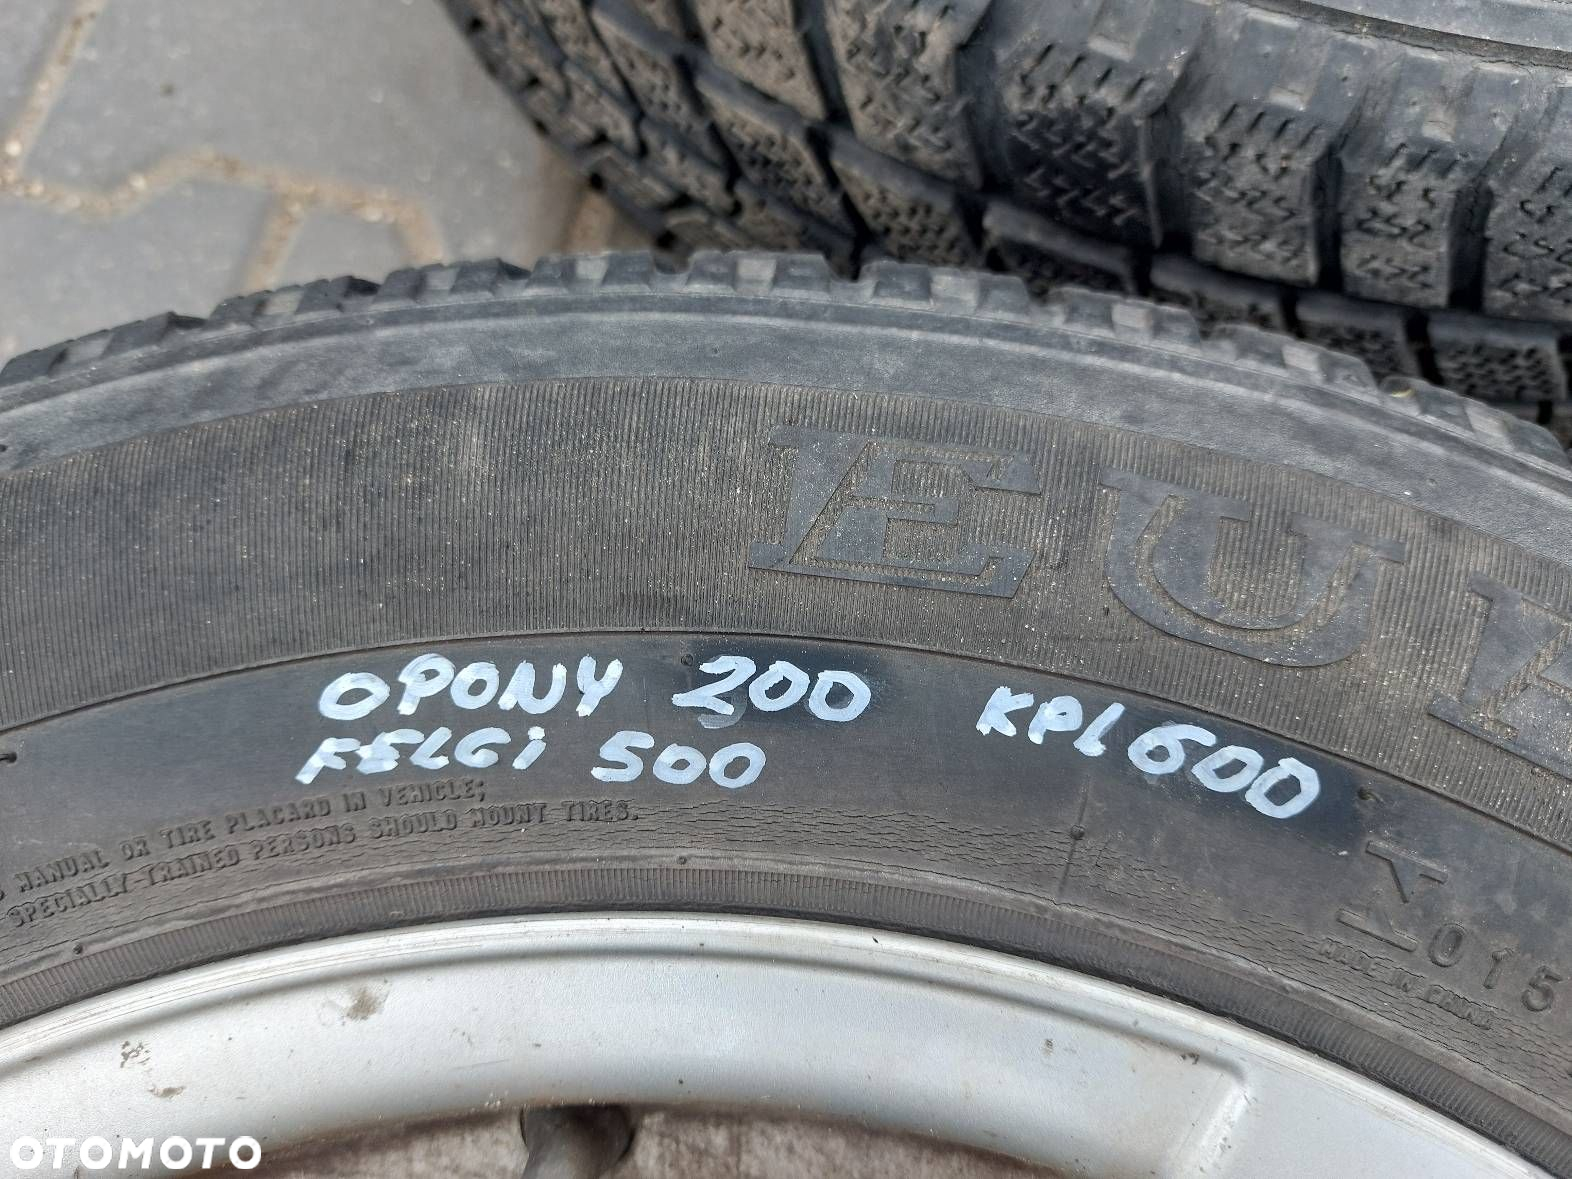 OPONY 200 KPL 600
FELGI 500
MANUAL OR TIRE PLACARD IN VEHICLE;
SPECIALLY TRAINED PERSONS SHOULD MOUNT TIRES.
015
MADE IN CHINA
OTOMOTO